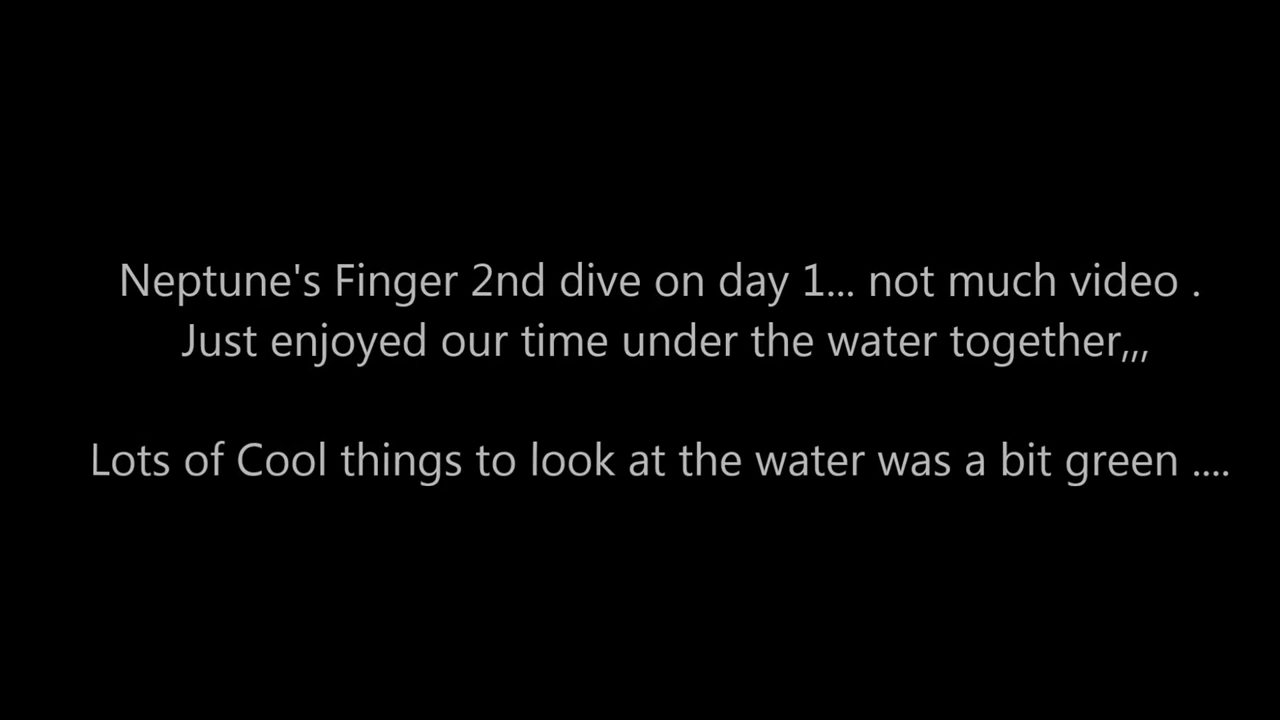 Neptune's Finger 2nd dive on day 1... not much video .
Just enjoyed our time under the water together,,,
Lots of Cool things to look at the water was a bit green ....